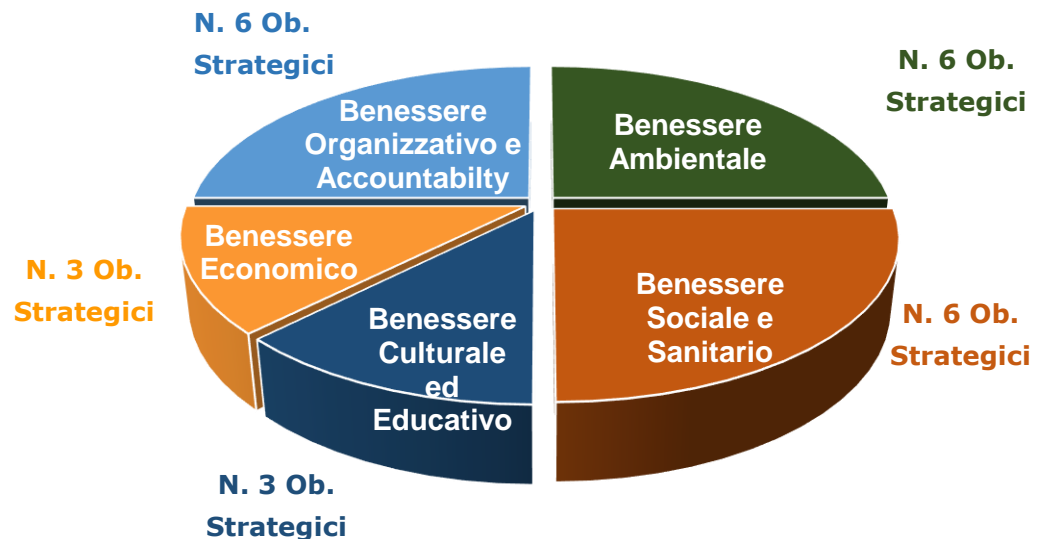 N. 6 Ob.
Strategici
N. 6 Ob.
Strategici
Benessere
Organizzativo e
Accountabilty
Benessere
Ambientale
Benessere
Economico
N. 3 Ob.
Strategici
Benessere
Culturale
ed
Educativo
Benessere
Sociale e
Sanitario
N. 6 Ob.
Strategici
N. 3 Ob.
Strategici